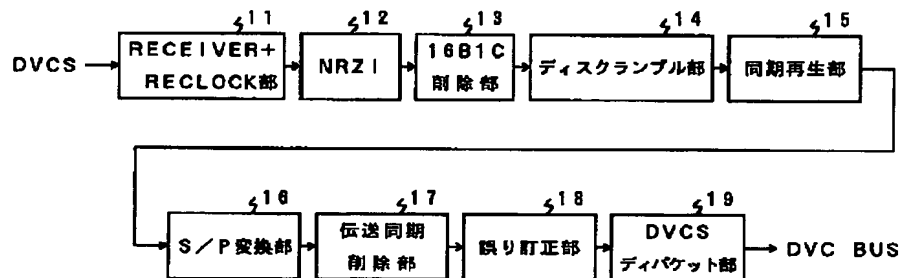 11
12
13
14
15
DVCS
RECEIVER+
RECLOCK部
NRZI
16B1C
削除部
ディスクランブル部
同期再生部
16
17
18
19
S/P変換部
伝送同期
削除部
誤り訂正部
DVCS
ディパケット部
DVC BUS